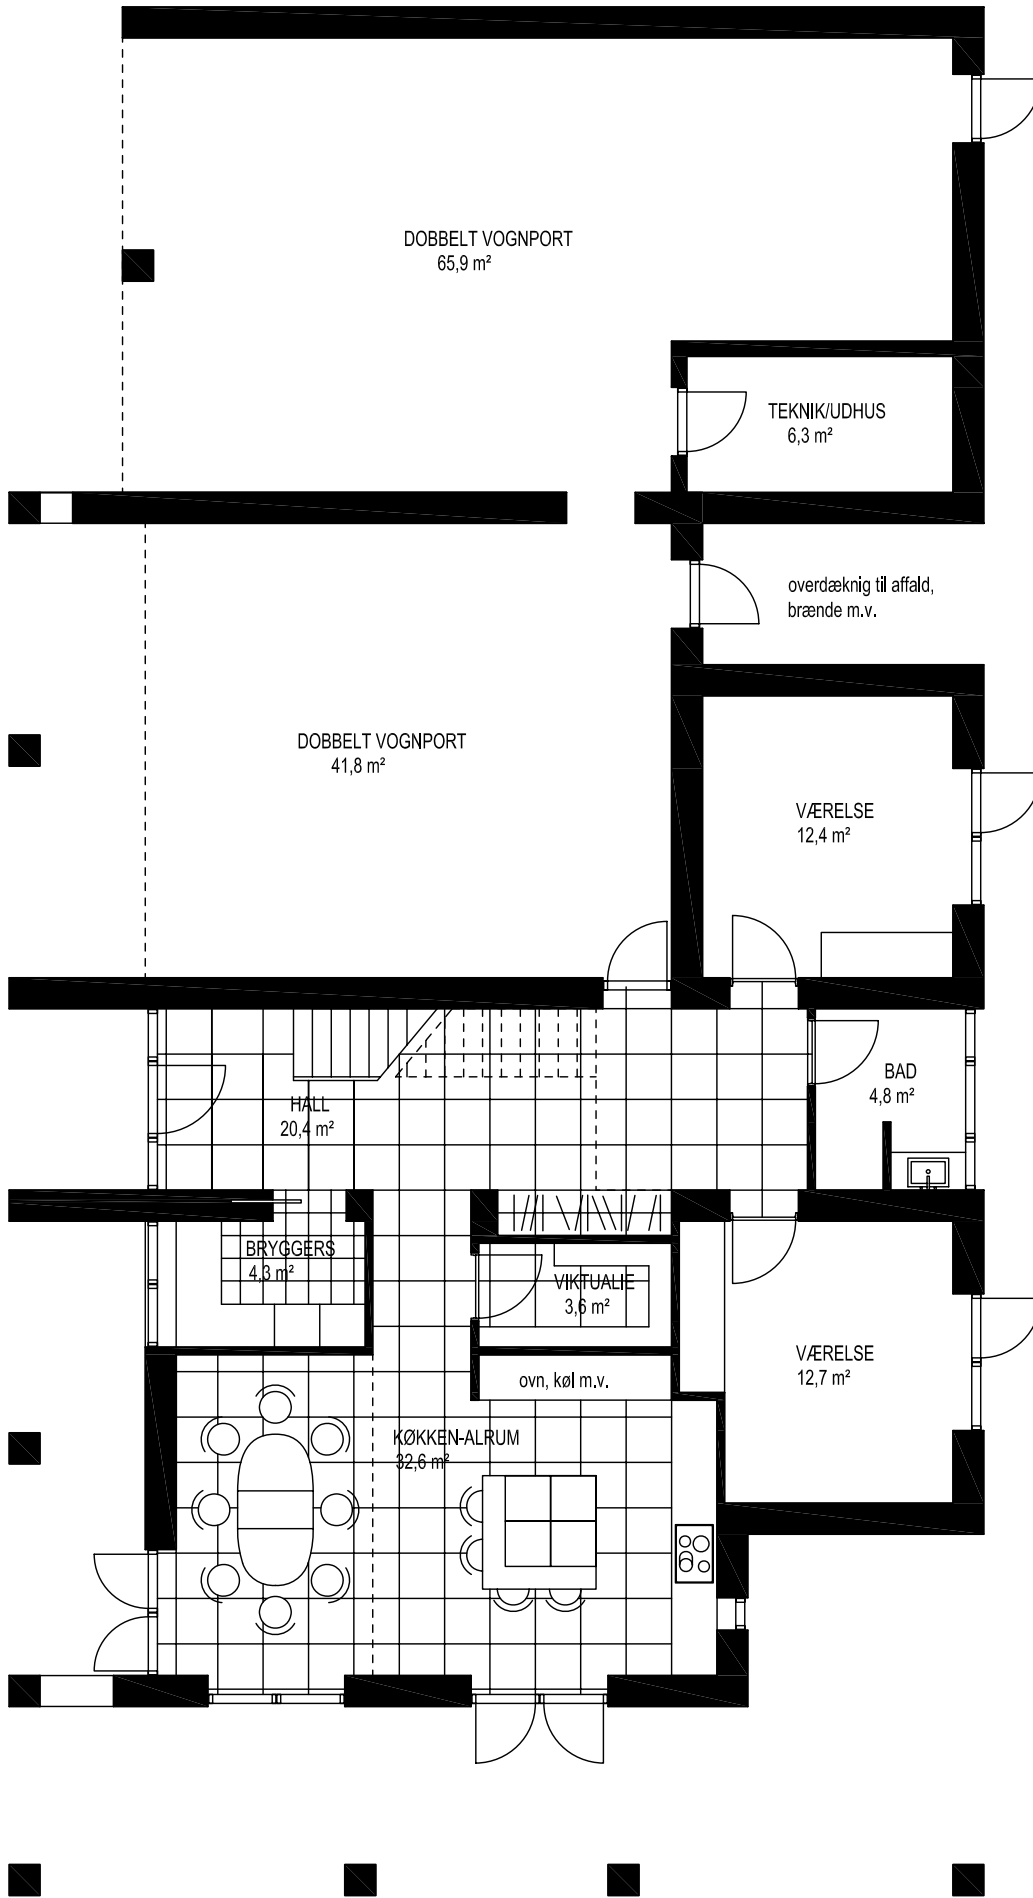 DOBBELT VOGNPORT
65,9 m²
TEKNIK/UDHUS
6,3 m²
overdæknig til affald,
brænde m.v.
DOBBELT VOGNPORT
41,8 m²
VÆRELSE
12,4 m²
BAD
4,8 m²
HALL
20,4 m²
BRYGGERS
4,3 m²
VIKTUALIE
3,6 m²
VÆRELSE
12,7 m²
ovn, køl m.v.
KØKKEN-ALRUM
32,6 m²